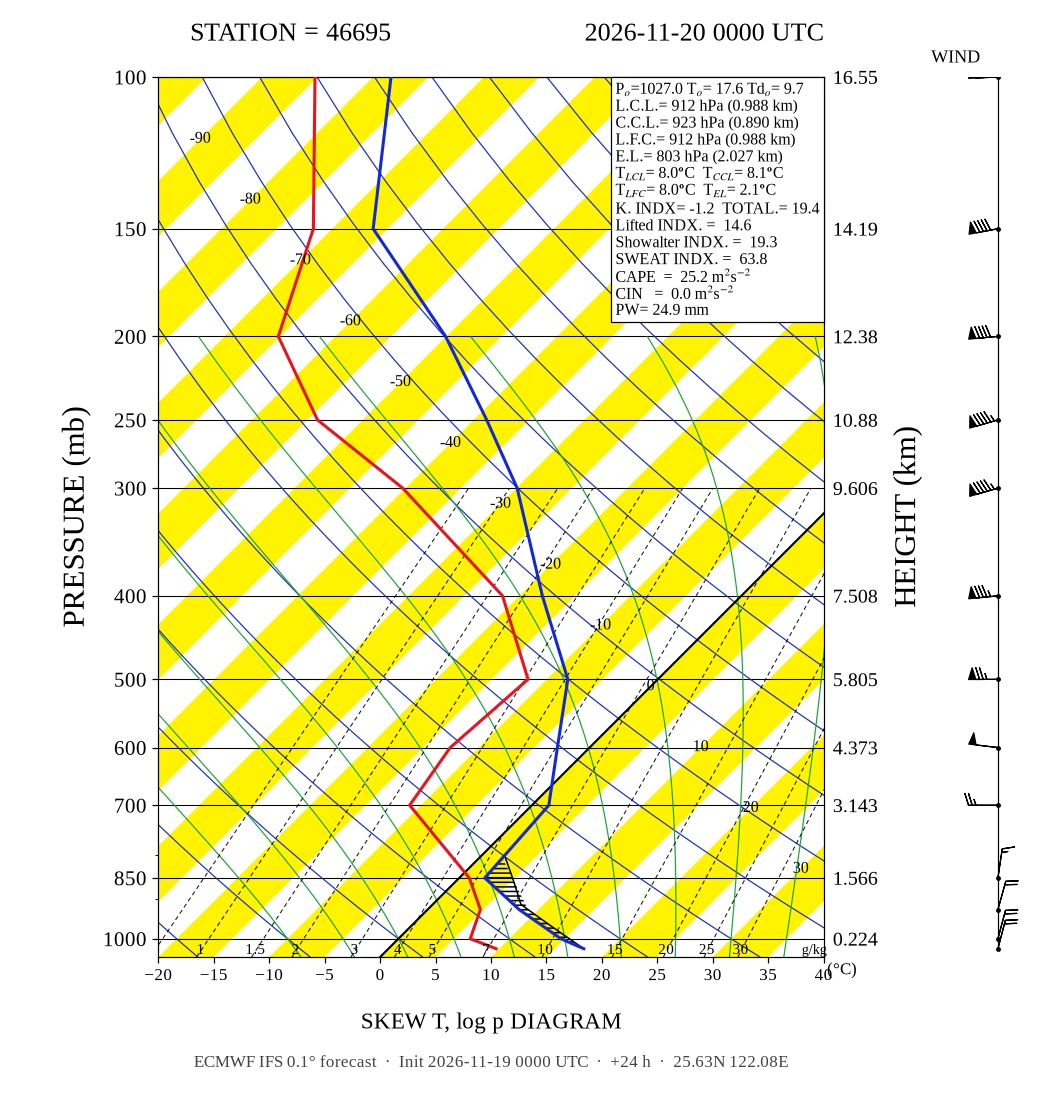 STATION = 46695
2026-11-20 0000 UTC
WIND
100
150
200
250
300
400
500
600
700
850
1000
PRESSURE (mb)
-90
-80
-70
-60
-50
-40
-30
-20
-10
0
10
20
30
Pₒ=1027.0 Tₒ= 17.6 Tdₒ= 9.7
L.C.L.= 912 hPa (0.988 km)
C.C.L.= 923 hPa (0.890 km)
L.F.C.= 912 hPa (0.988 km)
E.L.= 803 hPa (2.027 km)
T_LCL= 8.0°C T_CCL= 8.1°C
T_LFC= 8.0°C T_EL= 2.1°C
K. INDX= -1.2 TOTAL.= 19.4
Lifted INDX. = 14.6
Showalter INDX. = 19.3
SWEAT INDX. = 63.8
CAPE = 25.2 m²s⁻²
CIN = 0.0 m²s⁻²
PW= 24.9 mm
16.55
14.19
12.38
10.88
9.606
7.508
5.805
4.373
3.143
1.566
0.224
HEIGHT (km)
1 1.5 2 3 4 5 10 15 20 25 30 g/kg
−20 −15 −10 −5 0 5 10 15 20 25 30 35 40 (°C)
SKEW T, log p DIAGRAM
ECMWF IFS 0.1° forecast · Init 2026-11-19 0000 UTC · +24 h · 25.63N 122.08E